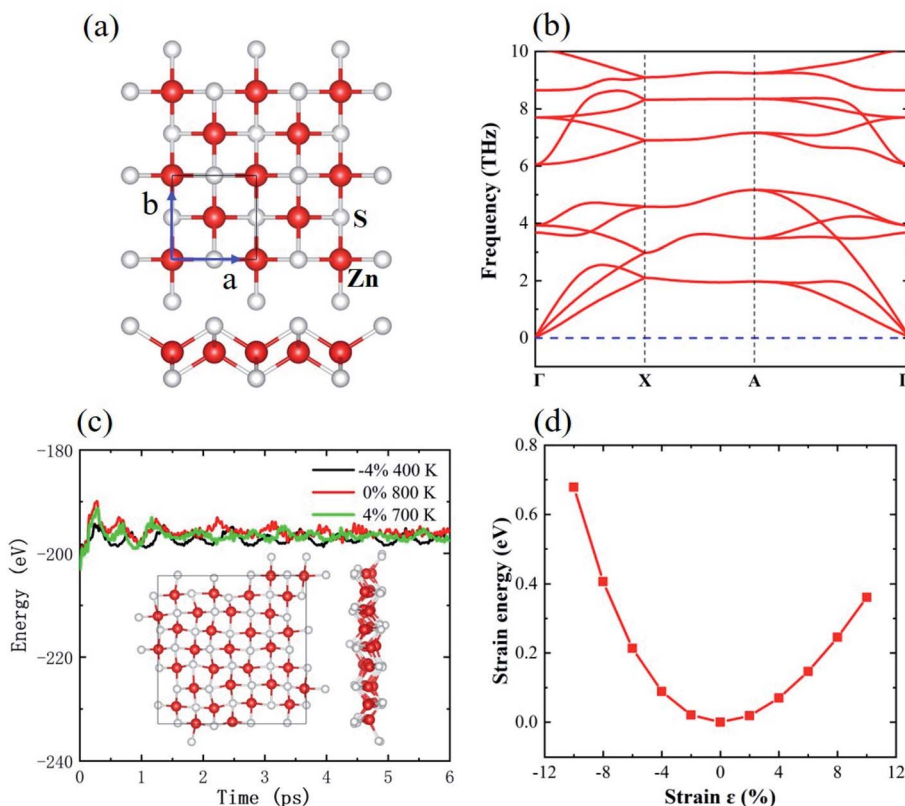 (a)
b
a
S
Zn
(b)
Frequency (THz)
10
8
6
4
2
0
Γ X A Γ
(c)
Energy (eV)
-180
-200
-220
-240
-4% 400 K
0% 800 K
4% 700 K
0 1 2 3 4 5 6
Time (ps)
(d)
Strain energy (eV)
0.8
0.6
0.4
0.2
0.0
-12 -8 -4 0 4 8 12
Strain ε (%)